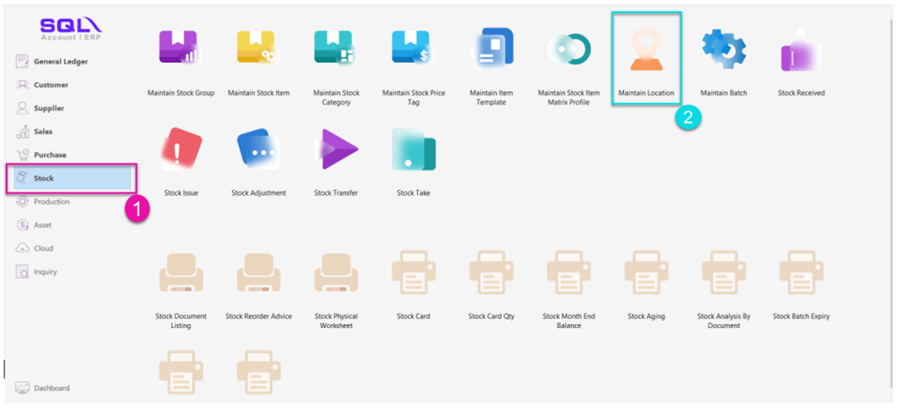 SQL
Account | ERP
General Ledger
Customer
Supplier
Sales
Purchase
Stock
1
Production
Asset
Cloud
Inquiry
Dashboard
Maintain Stock Group
Maintain Stock Item
Maintain Stock
Category
Maintain Stock Price
Tag
Maintain Item
Template
Maintain Stock Item
Matrix Profile
Maintain Location
2
Maintain Batch
Stock Received
Stock Issue
Stock Adjustment
Stock Transfer
Stock Take
Stock Document
Listing
Stock Reorder Advice
Stock Physical
Worksheet
Stock Card
Stock Card Qty
Stock Month End
Balance
Stock Aging
Stock Analysis By
Document
Stock Batch Expiry